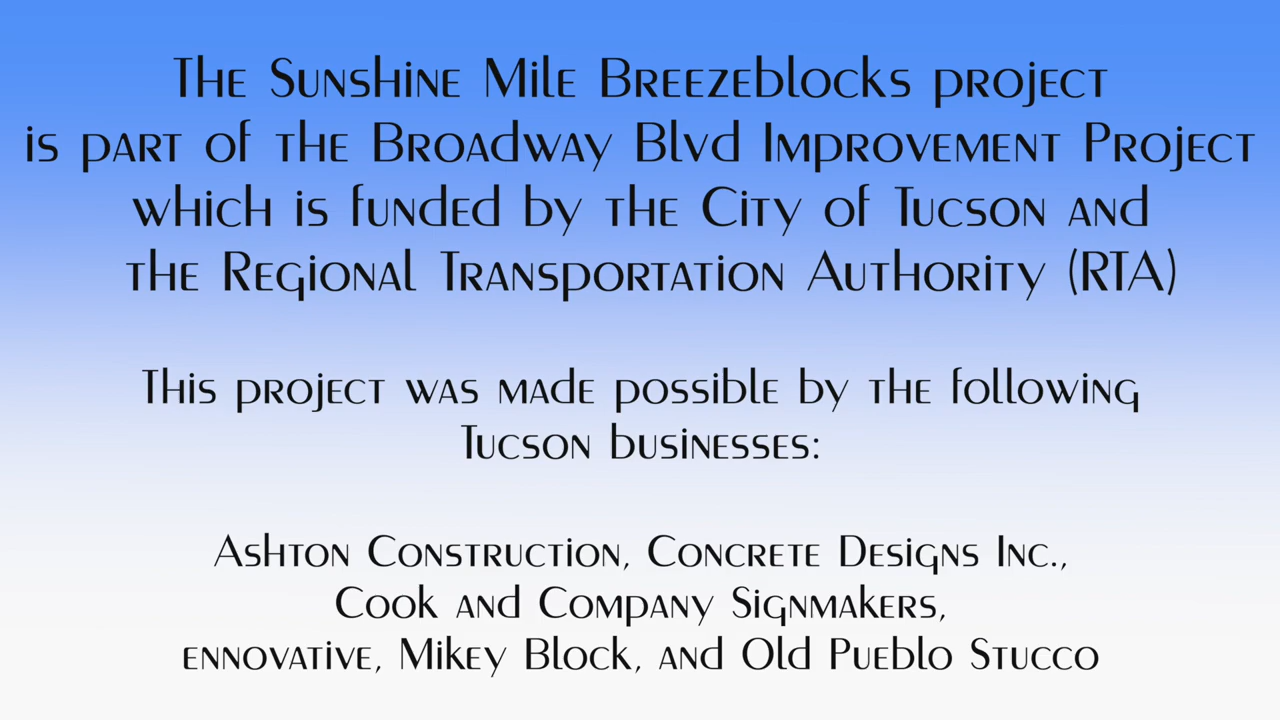 The Sunshine Mile Breezeblocks project
is part of the Broadway Blvd Improvement Project
which is funded by the City of Tucson and
the Regional Transportation Authority (RTA)
This project was made possible by the following
Tucson businesses:
Ashton Construction, Concrete Designs Inc.,
Cook and Company Signmakers,
ennovative, Mikey Block, and Old Pueblo Stucco